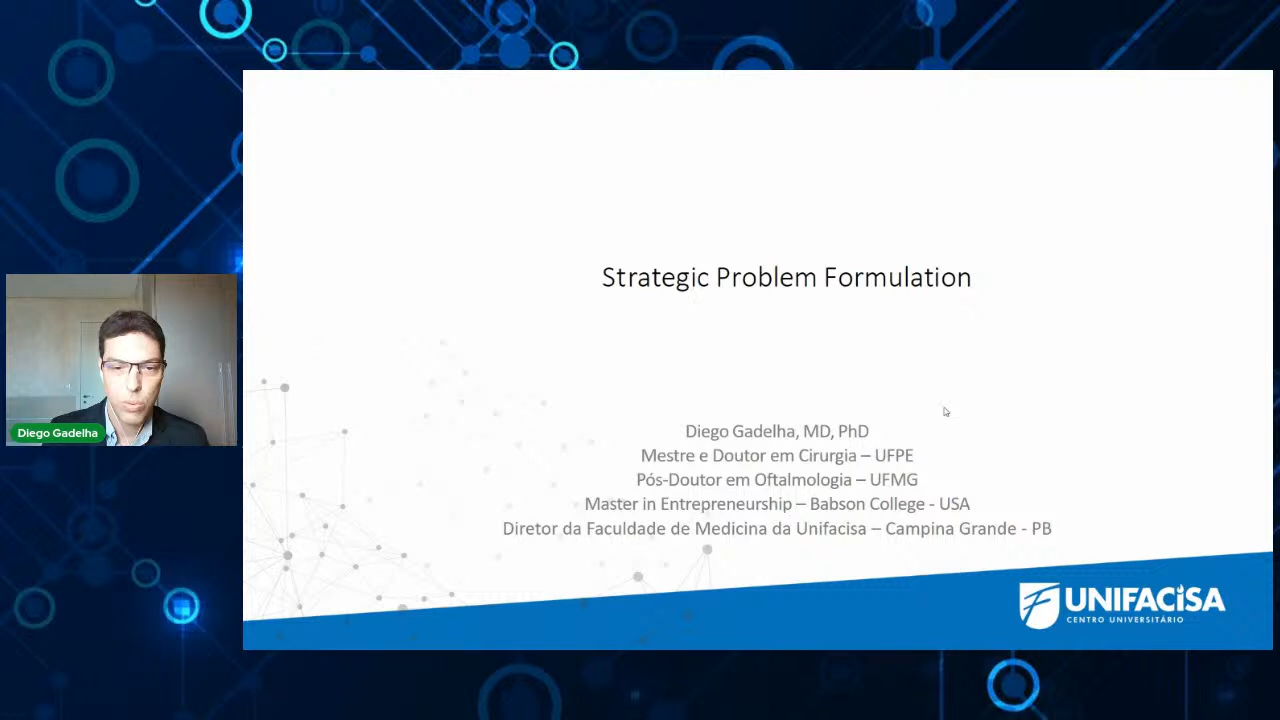 Strategic Problem Formulation
Diego Gadelha
Diego Gadelha, MD, PhD
Mestre e Doutor em Cirurgia – UFPE
Pós-Doutor em Oftalmologia – UFMG
Master in Entrepreneurship – Babson College - USA
Diretor da Faculdade de Medicina da Unifacisa – Campina Grande - PB
UNIFACISA
CENTRO UNIVERSITÁRIO